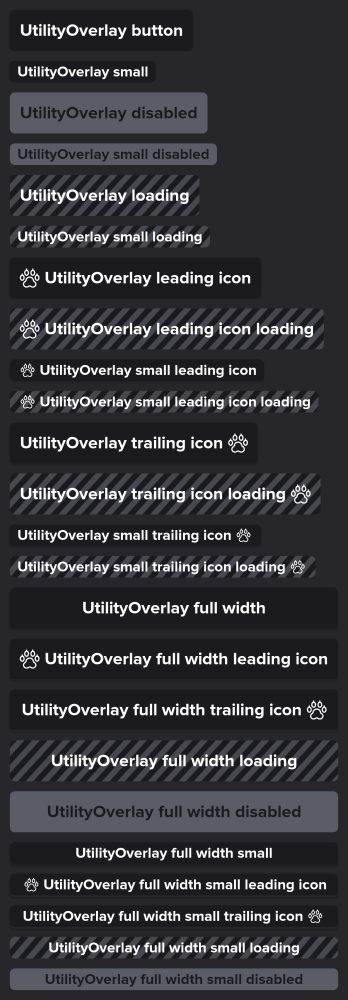 UtilityOverlay button
UtilityOverlay small
UtilityOverlay disabled
UtilityOverlay small disabled
UtilityOverlay loading
UtilityOverlay small loading
UtilityOverlay leading icon
UtilityOverlay leading icon loading
UtilityOverlay small leading icon
UtilityOverlay small leading icon loading
UtilityOverlay trailing icon
UtilityOverlay trailing icon loading
UtilityOverlay small trailing icon
UtilityOverlay small trailing icon loading
UtilityOverlay full width
UtilityOverlay full width leading icon
UtilityOverlay full width trailing icon
UtilityOverlay full width loading
UtilityOverlay full width disabled
UtilityOverlay full width small
UtilityOverlay full width small leading icon
UtilityOverlay full width small trailing icon
UtilityOverlay full width small loading
UtilityOverlay full width small disabled